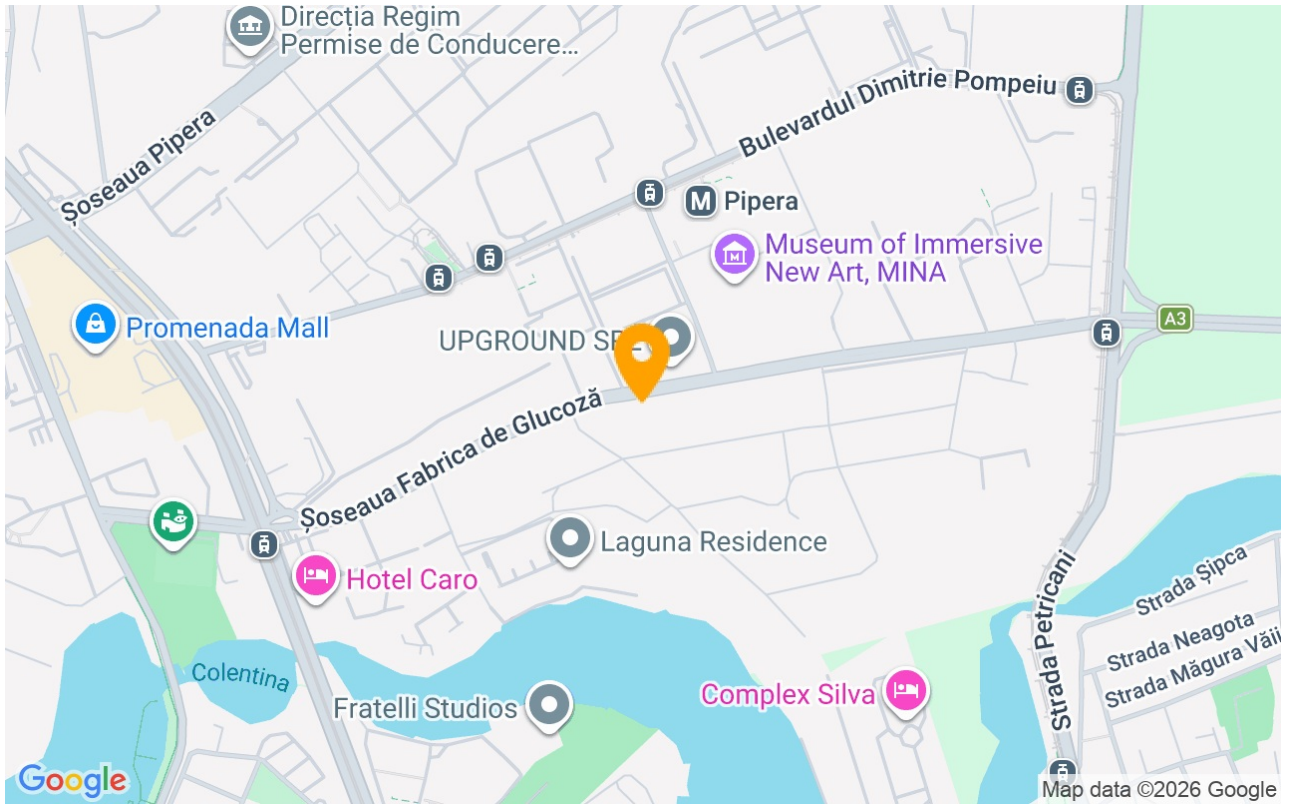 Direcția Regim
Permise de Conducere...
Șoseaua Pipera
Bulevardul Dimitrie Pompeiu
M Pipera
Museum of Immersive
New Art, MINA
Promenada Mall
UPGROUND
A3
Șoseaua Fabrica de Glucoză
Laguna Residence
Hotel Caro
Strada Petricani
Strada Șipca
Strada Neagota
Strada Măgura Văii
Colentina
Complex Silva
Fratelli Studios
Google
Map data ©2026 Google